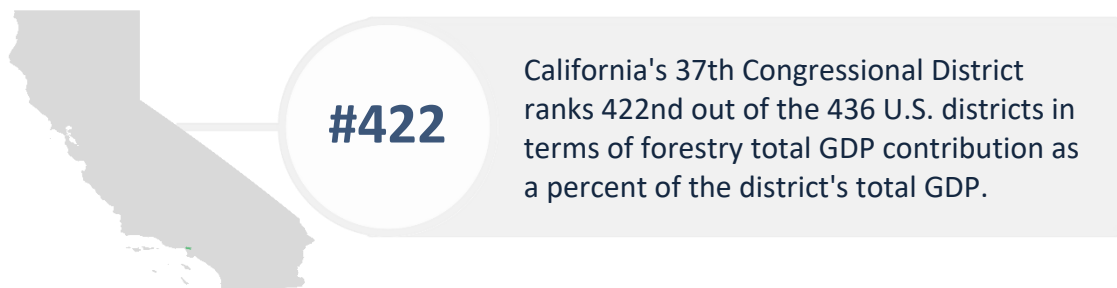 #422
California's 37th Congressional District
ranks 422nd out of the 436 U.S. districts in
terms of forestry total GDP contribution as
a percent of the district's total GDP.